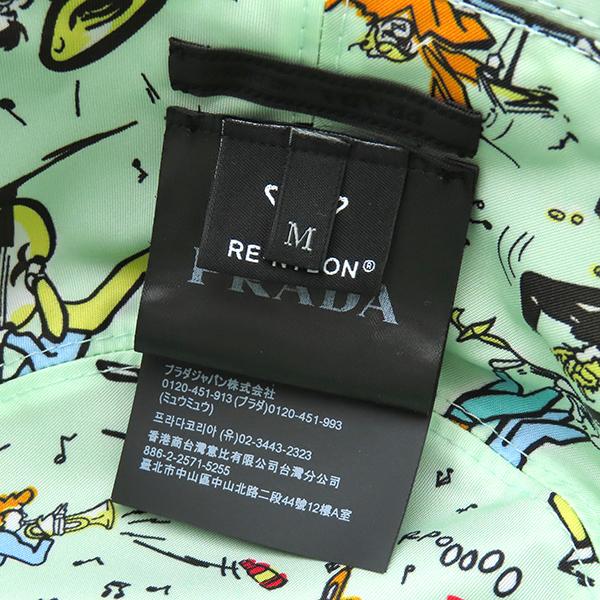 M
RE-NYLON®
PRADA
プラダジャパン株式会社
0120-451-913 (プラダ) 0120-451-993
(ミュウミュウ)
프라다코리아 (유) 02-3443-2323
香港商台灣意比有限公司台灣分公司
886-2-2571-5255
臺北市中山區中山北路二段44號12樓A室